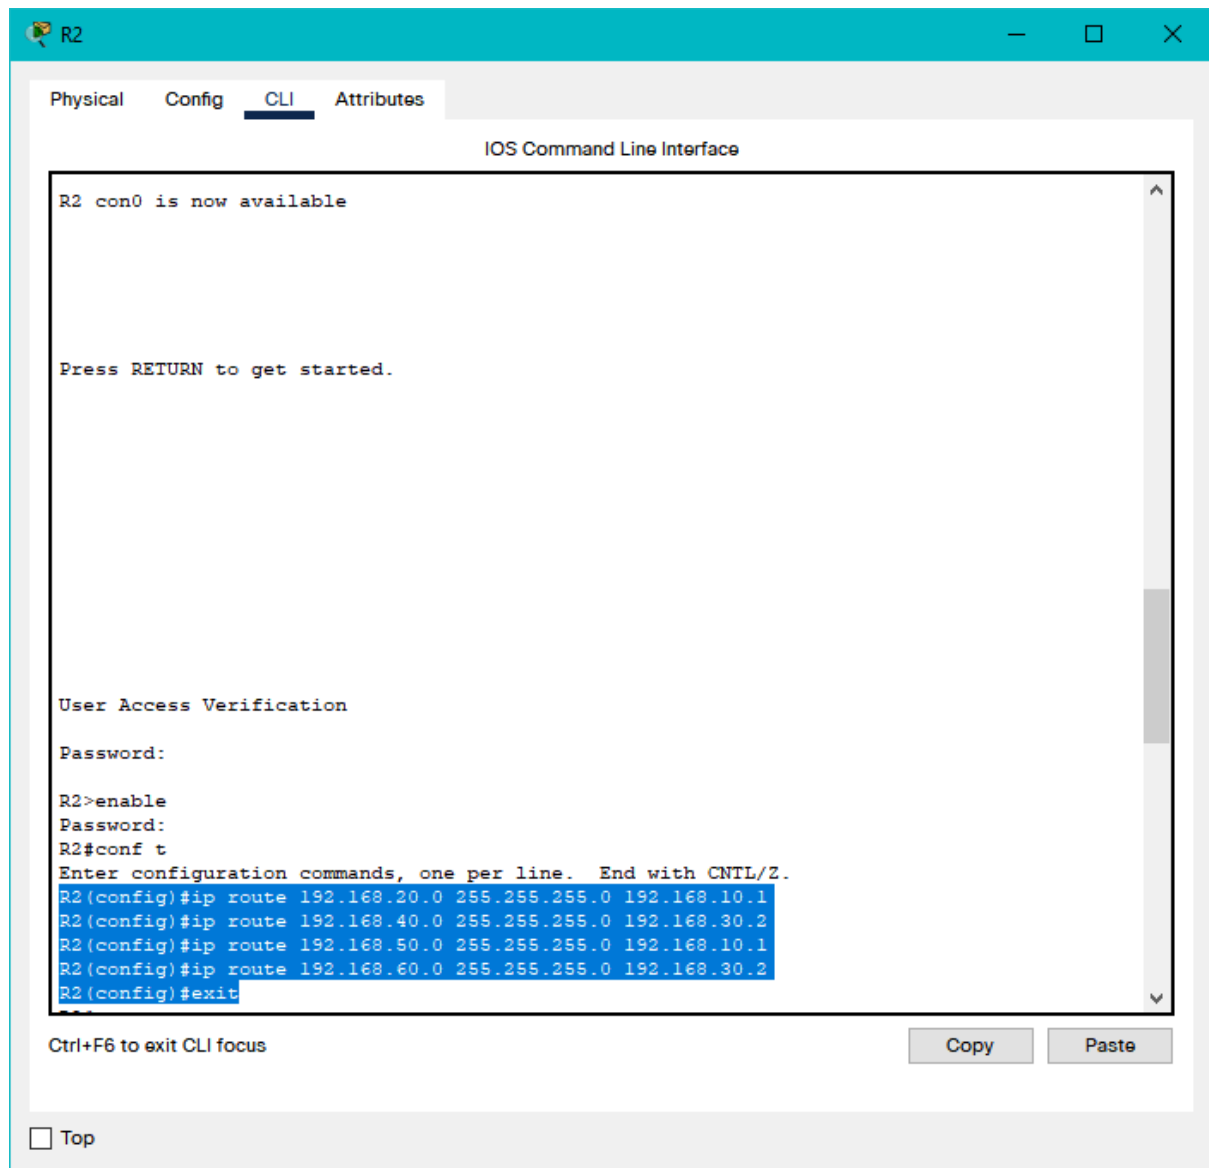 R2
Physical Config CLI Attributes
IOS Command Line Interface
R2 con0 is now available
Press RETURN to get started.
User Access Verification
Password:
R2>enable
Password:
R2#conf t
Enter configuration commands, one per line.  End with CNTL/Z.
R2(config)#ip route 192.168.20.0 255.255.255.0 192.168.10.1
R2(config)#ip route 192.168.40.0 255.255.255.0 192.168.30.2
R2(config)#ip route 192.168.50.0 255.255.255.0 192.168.10.1
R2(config)#ip route 192.168.60.0 255.255.255.0 192.168.30.2
R2(config)#exit
Ctrl+F6 to exit CLI focus
Copy Paste
Top